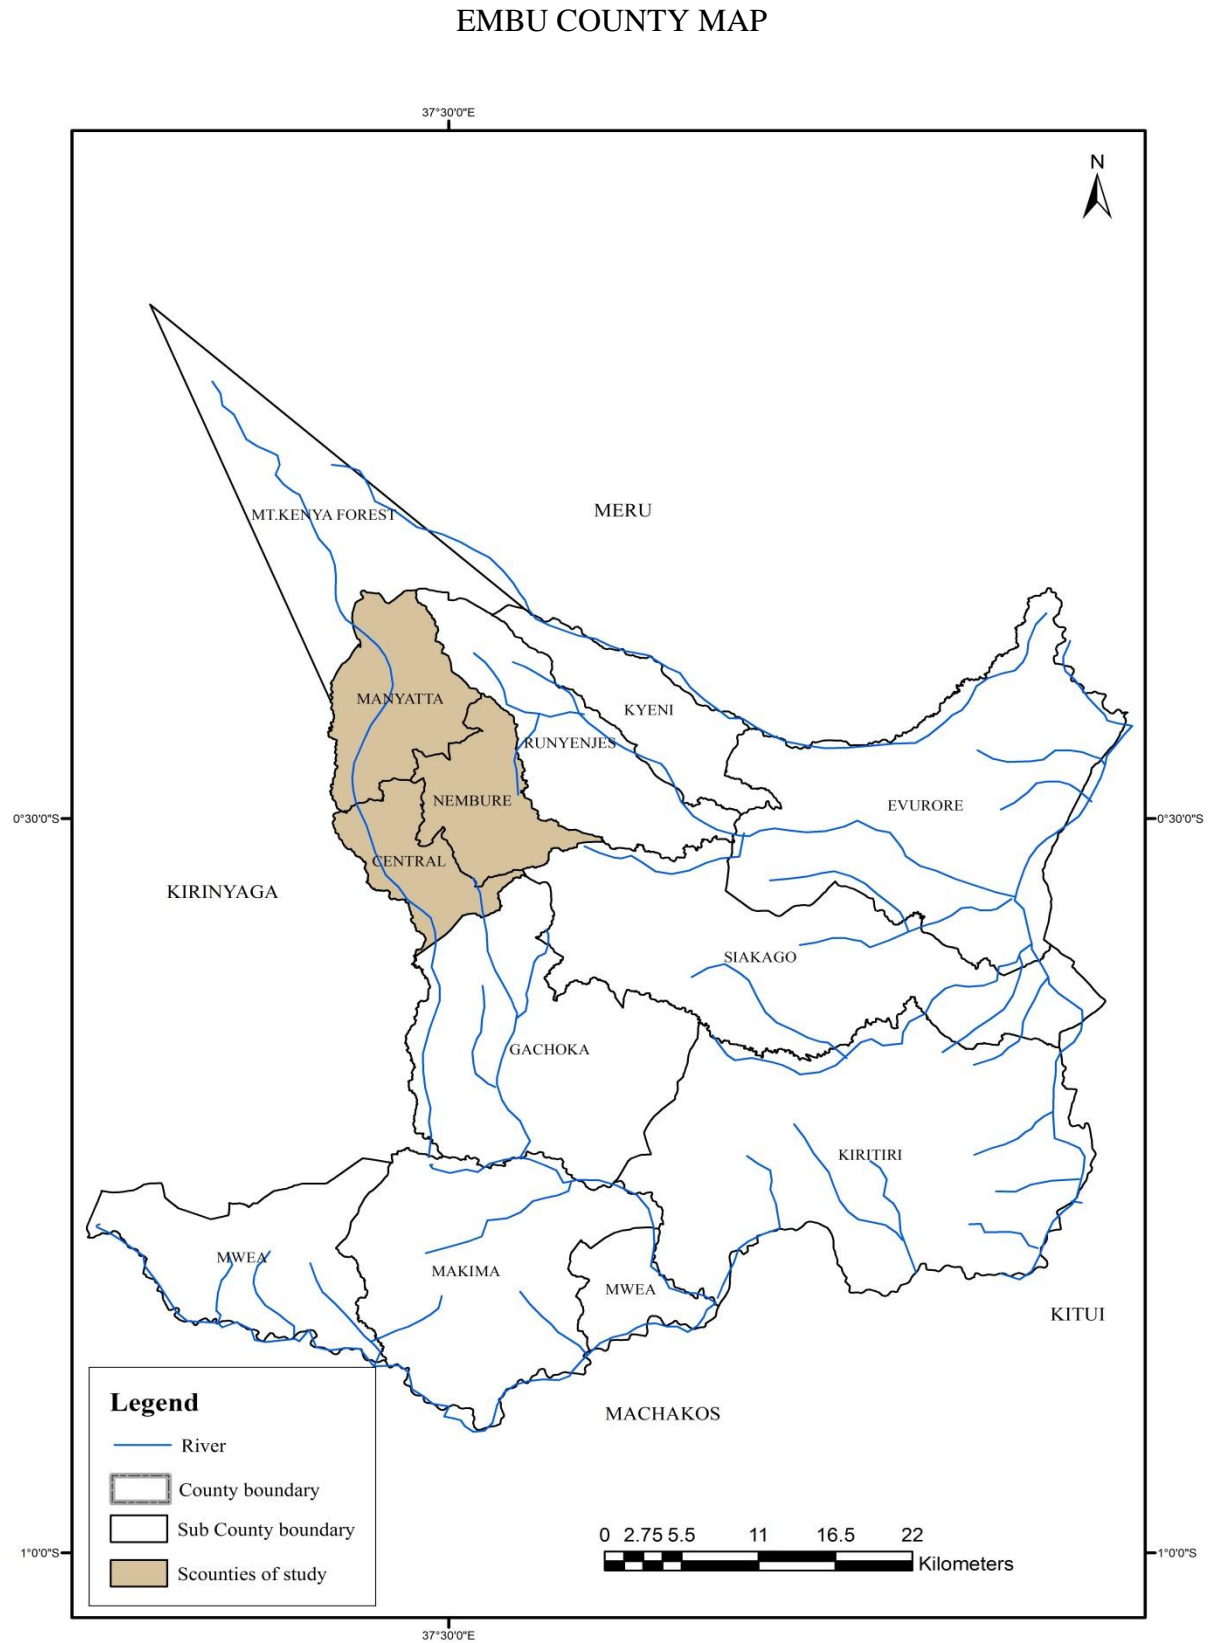 EMBU COUNTY MAP
37°30'0"E
N
MERU
MT.KENYA FOREST
MANYATTA
KYENI
RUNYENJES
NEMBURE
EVURORE
0°30'0"S
0°30'0"S
CENTRAL
KIRINYAGA
SIAKAGO
GACHOKA
KIRITIRI
MWEA
MAKIMA
MWEA
KITUI
MACHAKOS
Legend
River
County boundary
Sub County boundary
Scounties of study
0 2.75 5.5 11 16.5 22
Kilometers
1°0'0"S
1°0'0"S
37°30'0"E